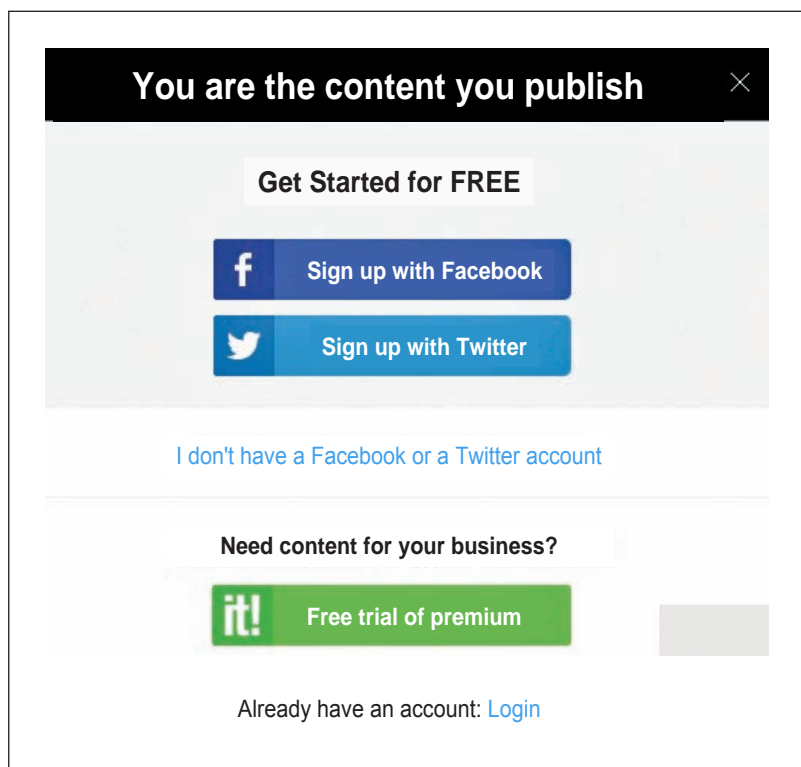 You are the content you publish
Get Started for FREE
f Sign up with Facebook
Sign up with Twitter
I don't have a Facebook or a Twitter account
Need content for your business?
it! Free trial of premium
Already have an account: Login